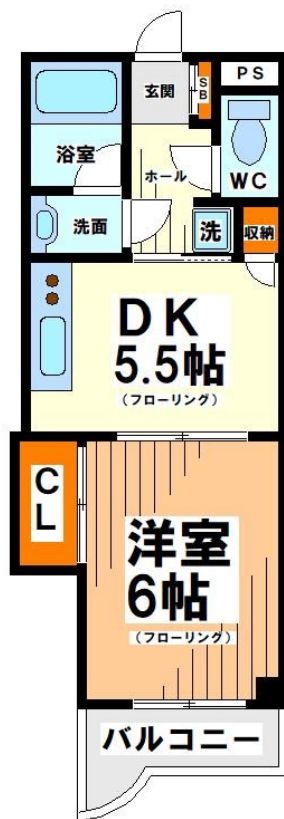 PS
玄関
SB
浴室
ホール
WC
洗面
洗
収納
DK
5.5帖
(フローリング)
CL
洋室
6帖
(フローリング)
バルコニー